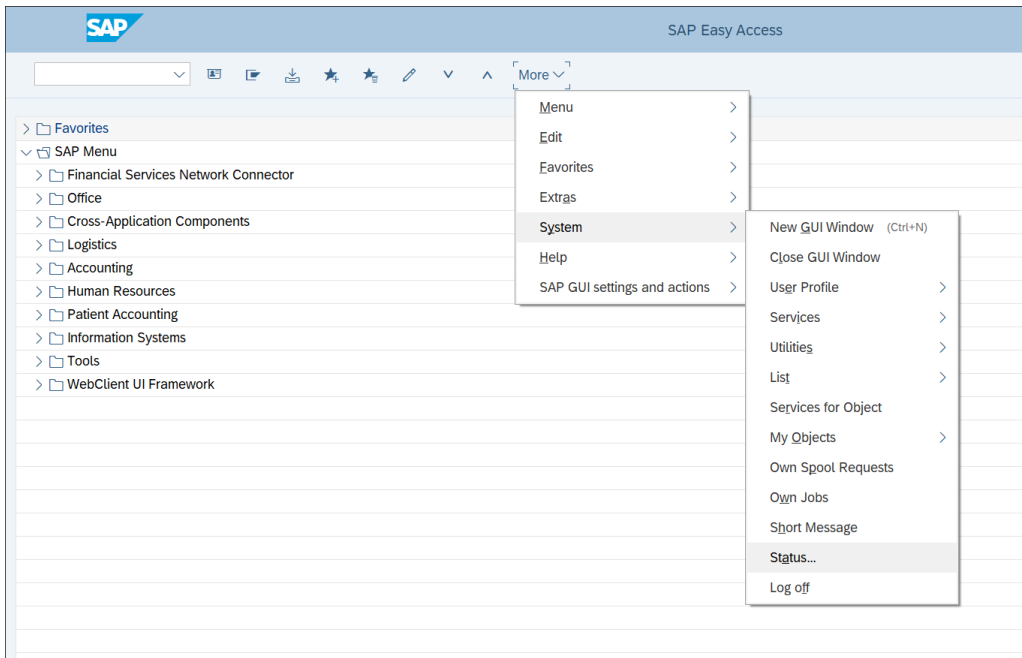 SAP
SAP Easy Access
More
Menu
Edit
Favorites
Extras
System
Help
SAP GUI settings and actions
New GUI Window (Ctrl+N)
Close GUI Window
User Profile
Services
Utilities
List
Services for Object
My Objects
Own Spool Requests
Own Jobs
Short Message
Status...
Log off
Favorites
SAP Menu
Financial Services Network Connector
Office
Cross-Application Components
Logistics
Accounting
Human Resources
Patient Accounting
Information Systems
Tools
WebClient UI Framework